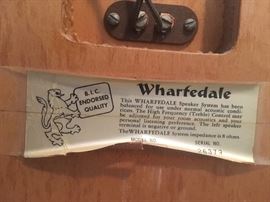 B.I.C.
ENDORSED
QUALITY
Wharfedale
This WHARFEDALE Speaker System has been
balanced for use under normal acoustic condi-
tions. The High Frequency (Treble) Control may
be adjusted for your room acoustics and your
personal listening preference. The left speaker
terminal is negative or ground.
The WHARFEDALE System impedance is 8 ohms.
MODEL NO.
SERIAL NO.